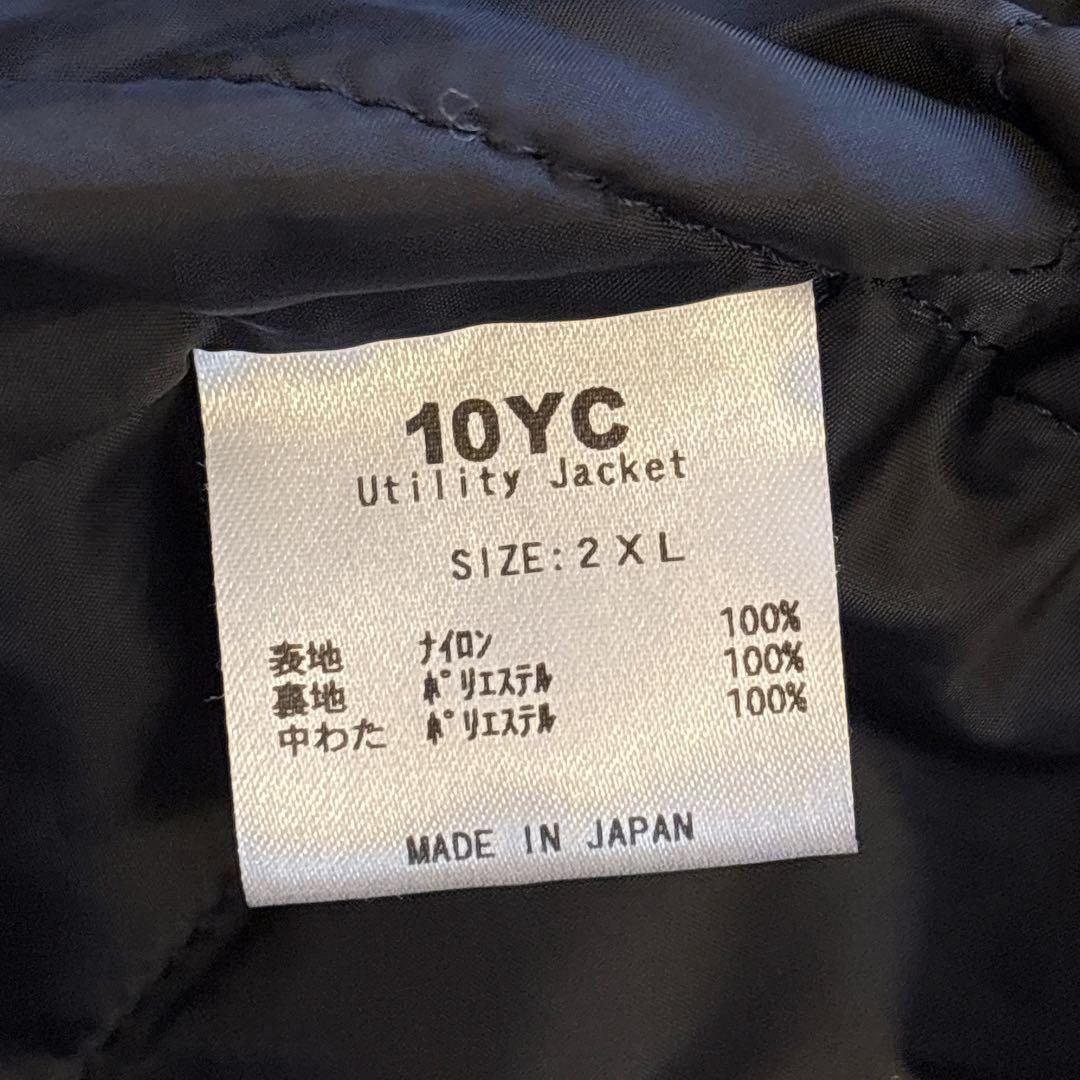 10YC
Utility Jacket
SIZE: 2XL
表地 ナイロン 100%
裏地 ポリエステル 100%
中わた ポリエステル 100%
MADE IN JAPAN